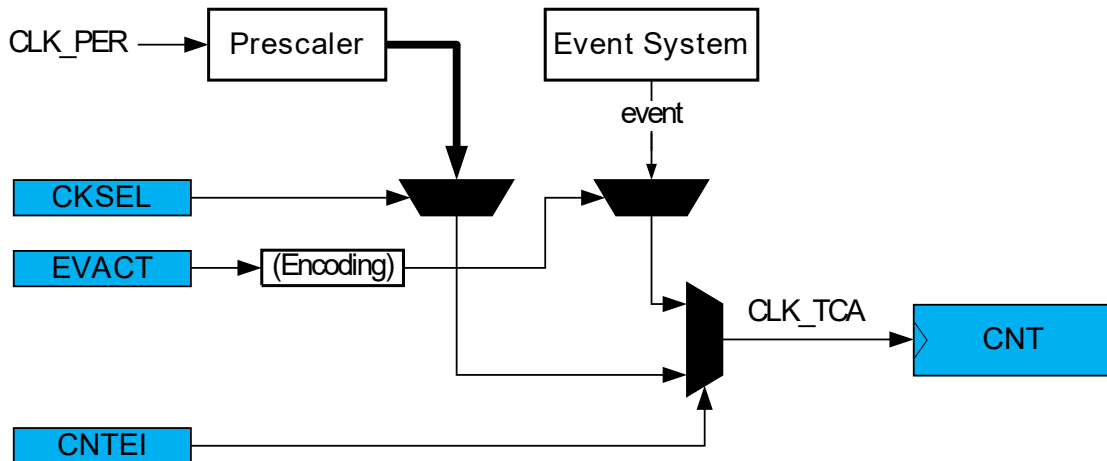 CLK_PER
Prescaler
Event System
event
CKSEL
EVACT
(Encoding)
CLK_TCA
CNT
CNTEI